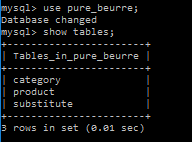 mysql> use pure_beurre;
Database changed
mysql> show tables;
+-----------------------+
| Tables_in_pure_beurre |
+-----------------------+
| category              |
| product               |
| substitute            |
+-----------------------+
3 rows in set (0.01 sec)